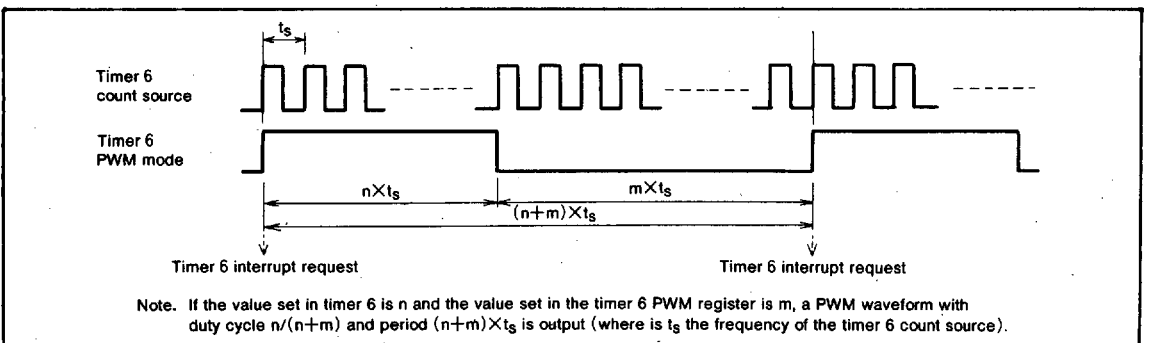 tS
Timer 6
count source
Timer 6
PWM mode
n×tS
m×tS
(n+m)×tS
Timer 6 interrupt request
Timer 6 interrupt request
Note. If the value set in timer 6 is n and the value set in the timer 6 PWM register is m, a PWM waveform with
duty cycle n/(n+m) and period (n+m)×tS is output (where is tS the frequency of the timer 6 count source).